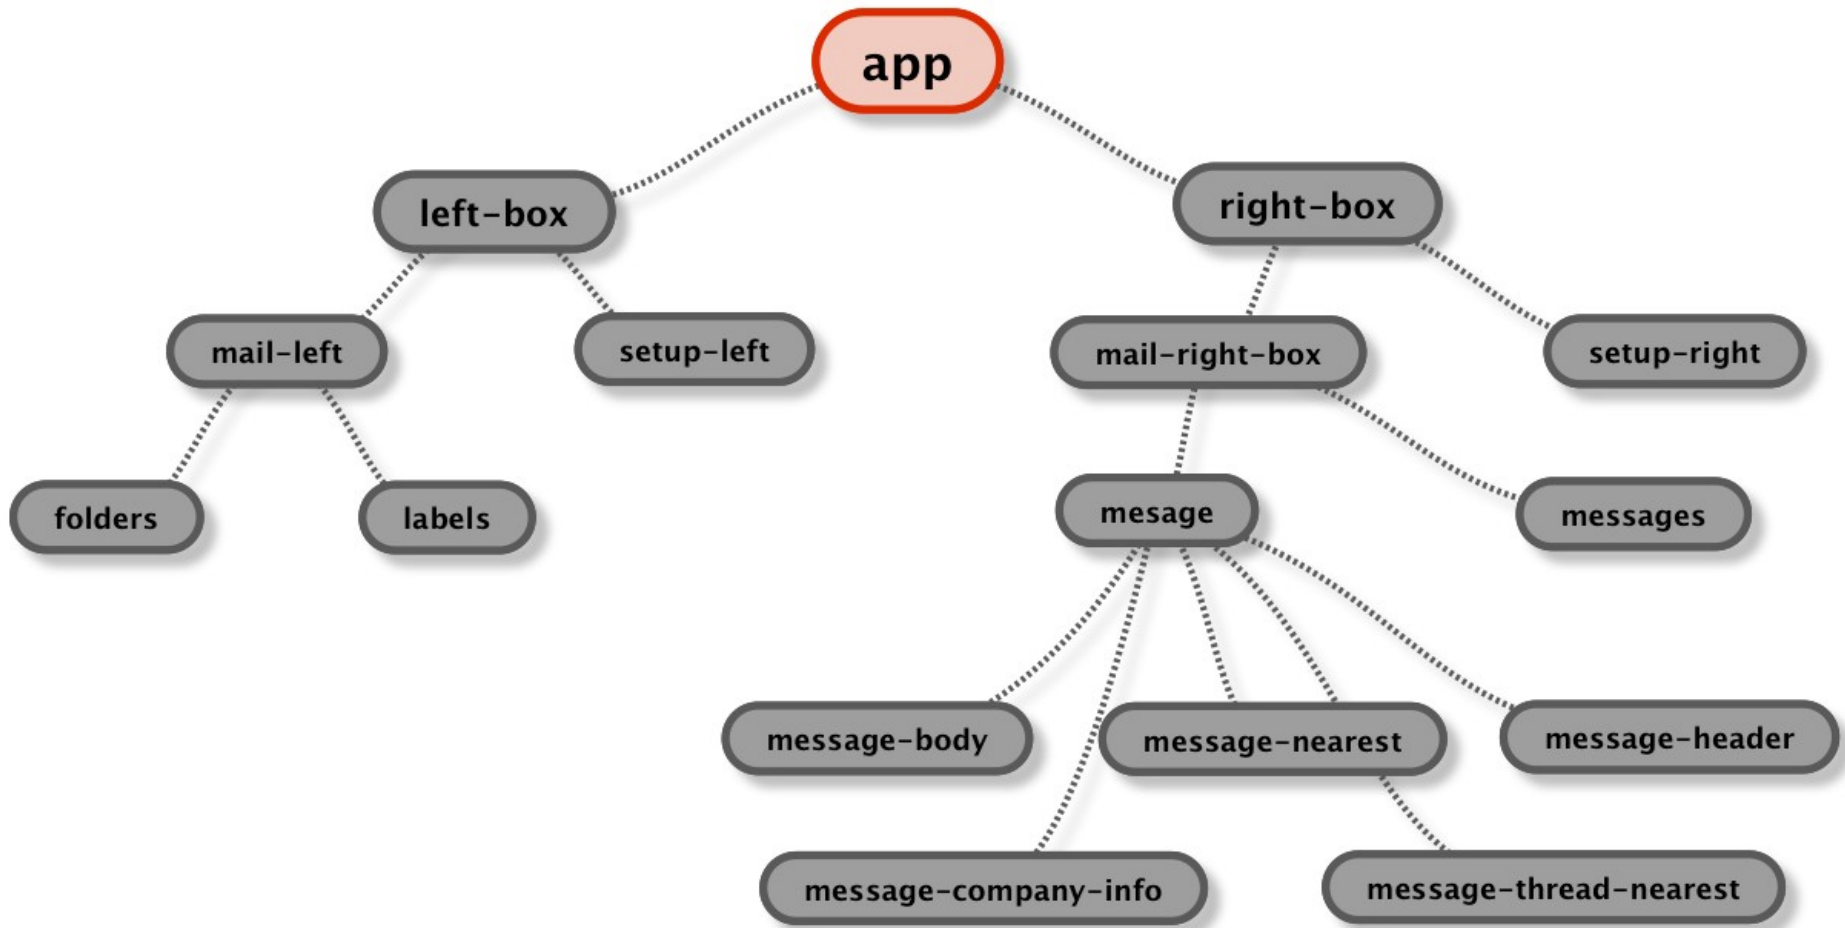 app
left-box
right-box
mail-left
setup-left
mail-right-box
setup-right
folders
labels
mesage
messages
message-body
message-nearest
message-header
message-company-info
message-thread-nearest